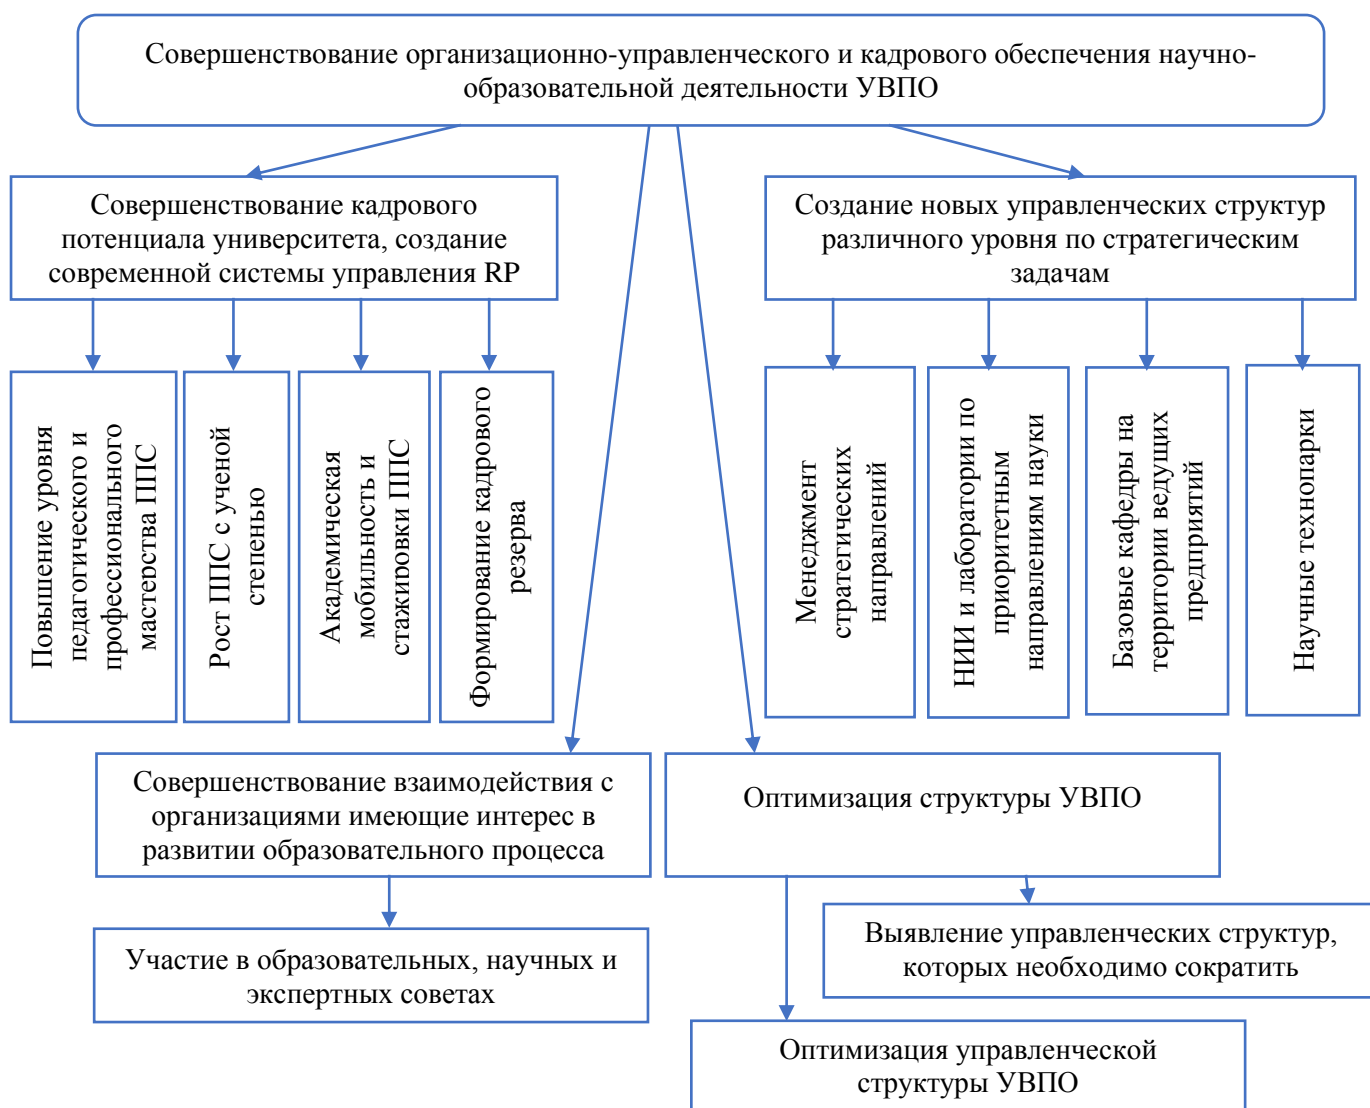 Совершенствование организационно-управленческого и кадрового обеспечения научно-
образовательной деятельности УВПО
Совершенствование кадрового
потенциала университета, создание
современной системы управления RP
Создание новых управленческих структур
различного уровня по стратегическим
задачам
Повышение уровня
педагогического и
профессионального
мастерства ППС
Рост ППС с ученой
степенью
Академическая
мобильность и
стажировки ППС
Формирование кадрового
резерва
Менеджмент
стратегических
направлений
НИИ и лаборатории по
приоритетным
направлениям науки
Базовые кафедры на
территории ведущих
предприятий
Научные технопарки
Совершенствование взаимодействия с
организациями имеющие интерес в
развитии образовательного процесса
Оптимизация структуры УВПО
Участие в образовательных, научных и
экспертных советах
Выявление управленческих структур,
которых необходимо сократить
Оптимизация управленческой
структуры УВПО